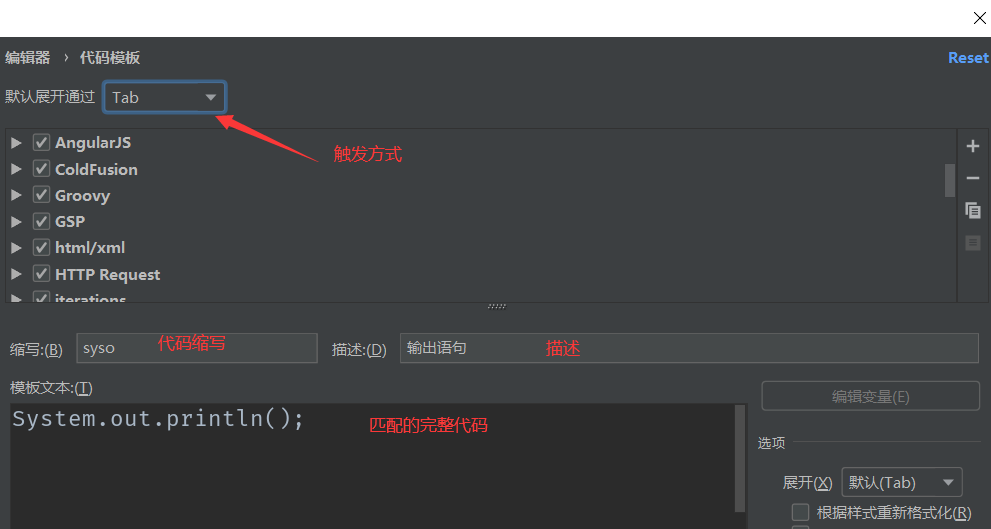 编辑器 › 代码模板
Reset
默认展开通过 Tab
触发方式
AngularJS
ColdFusion
Groovy
GSP
html/xml
HTTP Request
iterations
缩写:(B) syso 代码缩写 描述:(D) 输出语句 描述
模板文本:(T)
编辑变量(E)
System.out.println();
匹配的完整代码
选项
展开(X) 默认(Tab)
根据样式重新格式化(R)